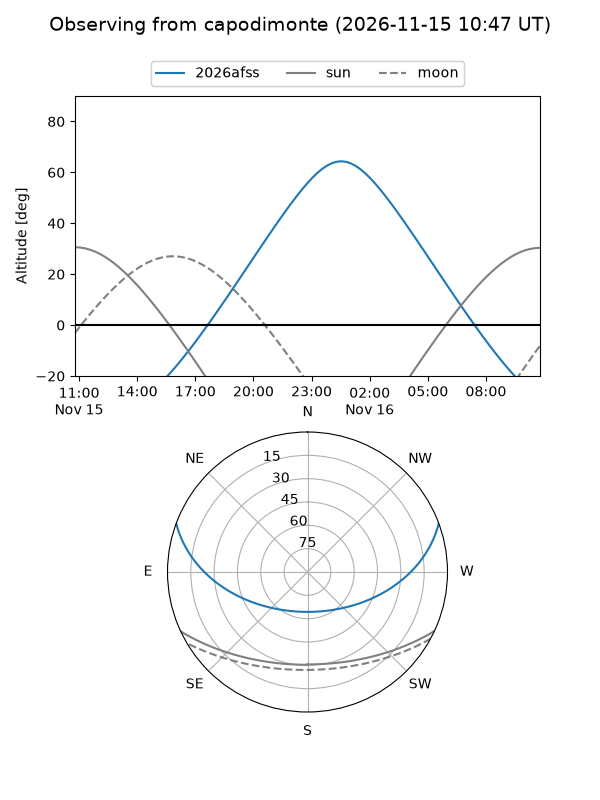 Observing from capodimonte (2026-11-15 10:47 UT)
2026afss sun moon
80
60
40
20
0
−20
Altitude [deg]
11:00 14:00 17:00 20:00 23:00 02:00 05:00 08:00
Nov 15 Nov 16
N
NE NW
15
30
45
60
75
E W
SE SW
S